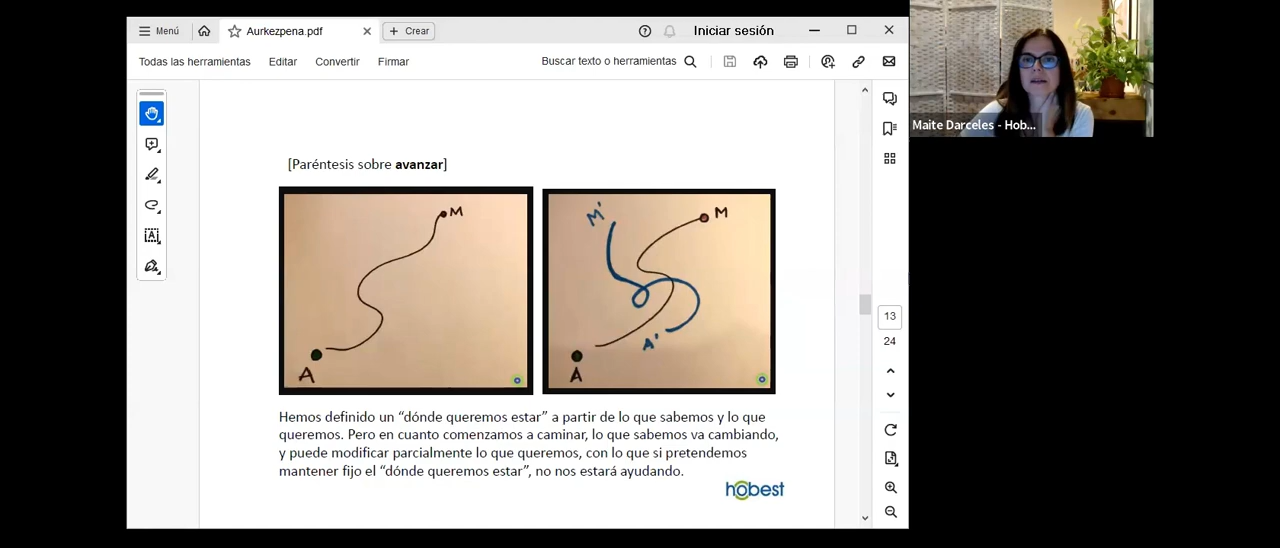 Menú
Aurkezpena.pdf
Crear
Iniciar sesión
Todas las herramientas
Editar
Convertir
Firmar
Buscar texto o herramientas
Maite Darceles - Hob...
[Paréntesis sobre avanzar]
M
A
M'
M
A'
A
13
24
Hemos definido un “dónde queremos estar” a partir de lo que sabemos y lo que
queremos. Pero en cuanto comenzamos a caminar, lo que sabemos va cambiando,
y puede modificar parcialmente lo que queremos, con lo que si pretendemos
mantener fijo el “dónde queremos estar”, no nos estará ayudando.
hobest